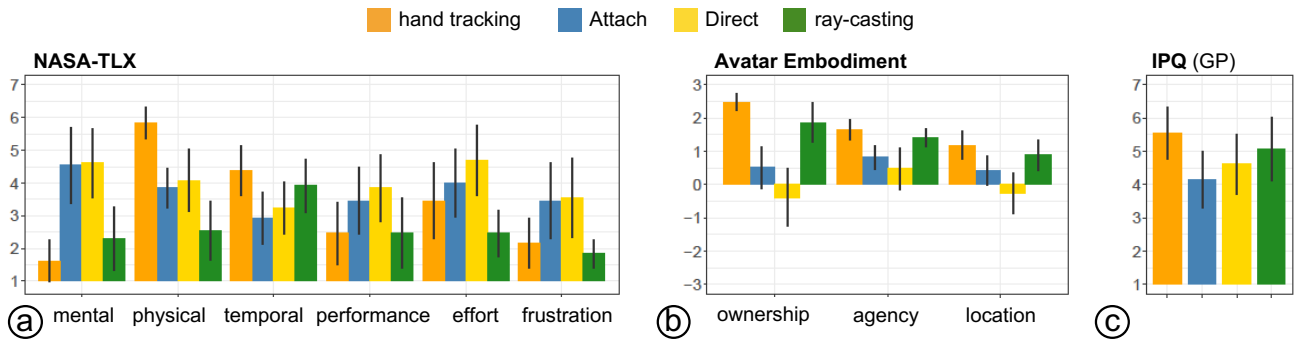 hand tracking Attach Direct ray-casting
NASA-TLX
7
6
5
4
3
2
1
mental physical temporal performance effort frustration
a
Avatar Embodiment
3
2
1
0
−1
−2
−3
ownership agency location
b
IPQ (GP)
7
6
5
4
3
2
1
c